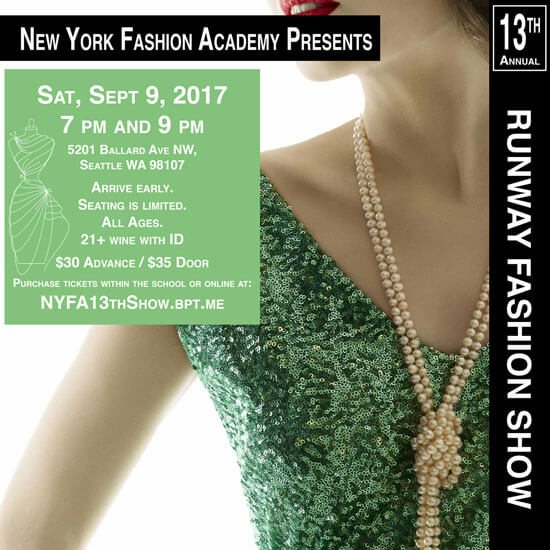 New York Fashion Academy Presents
13th
Annual
RUNWAY FASHION SHOW
Sat, Sept 9, 2017
7 pm and 9 pm
5201 Ballard Ave NW,
Seattle WA 98107
Arrive early.
Seating is limited.
All Ages.
21+ wine with ID
$30 Advance / $35 Door
Purchase tickets within the school or online at:
NYFA13thShow.bpt.me